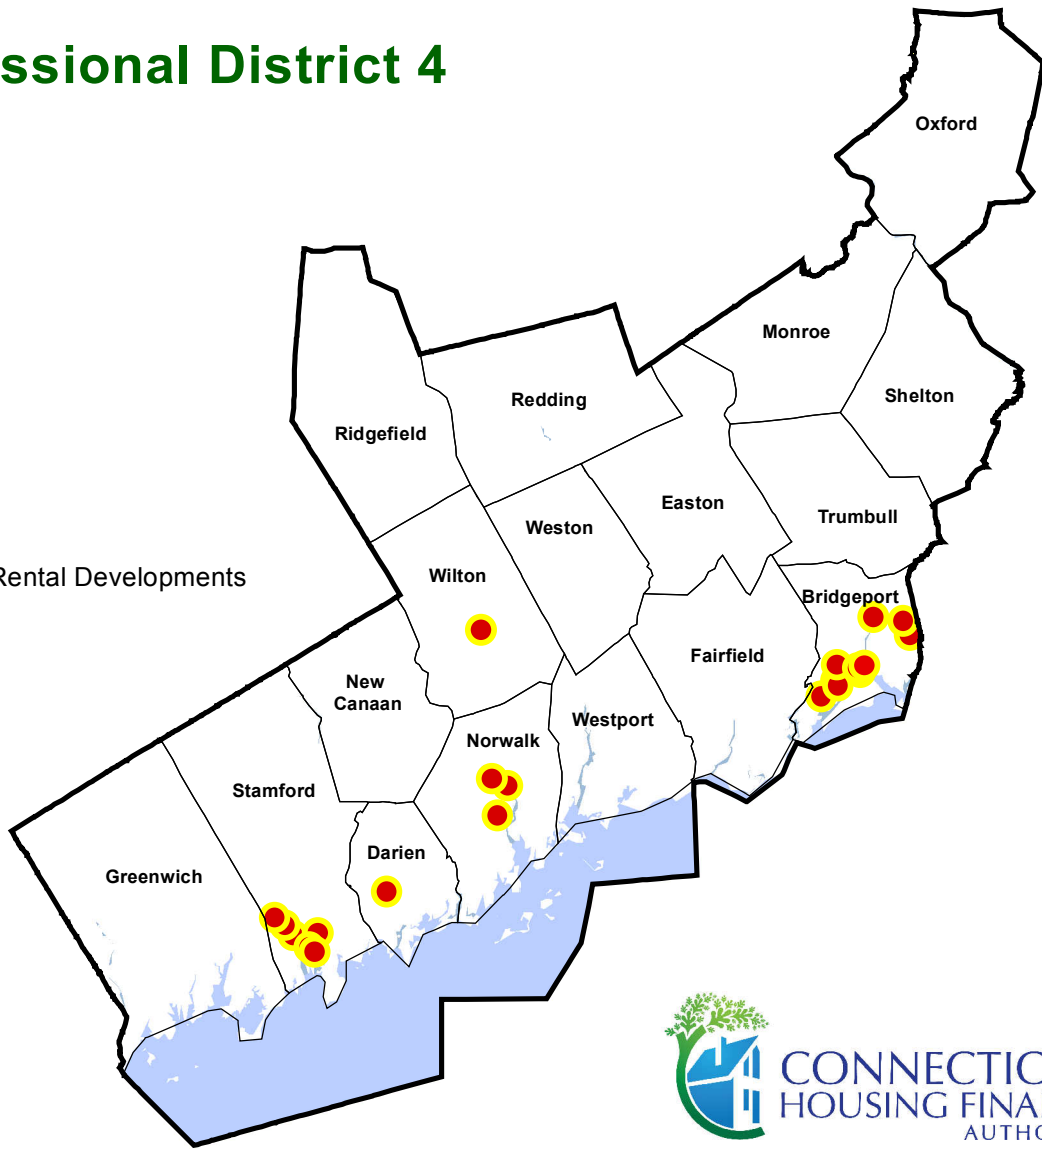 ssional District 4
Oxford
Monroe
Shelton
Redding
Ridgefield
Easton
Trumbull
Weston
Rental Developments
Wilton
Bridgeport
Fairfield
New
Canaan
Westport
Norwalk
Stamford
Darien
Greenwich
CONNECTIC
HOUSING FINA
AUTHO